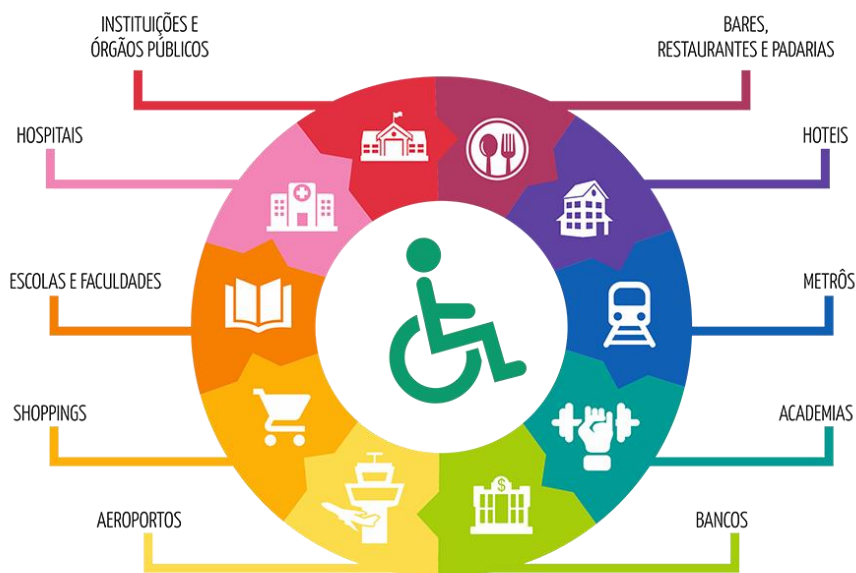 INSTITUIÇÕES E
ÓRGÃOS PÚBLICOS
BARES,
RESTAURANTES E PADARIAS
HOSPITAIS
HOTEIS
ESCOLAS E FACULDADES
METRÔS
SHOPPINGS
ACADEMIAS
AEROPORTOS
BANCOS
$